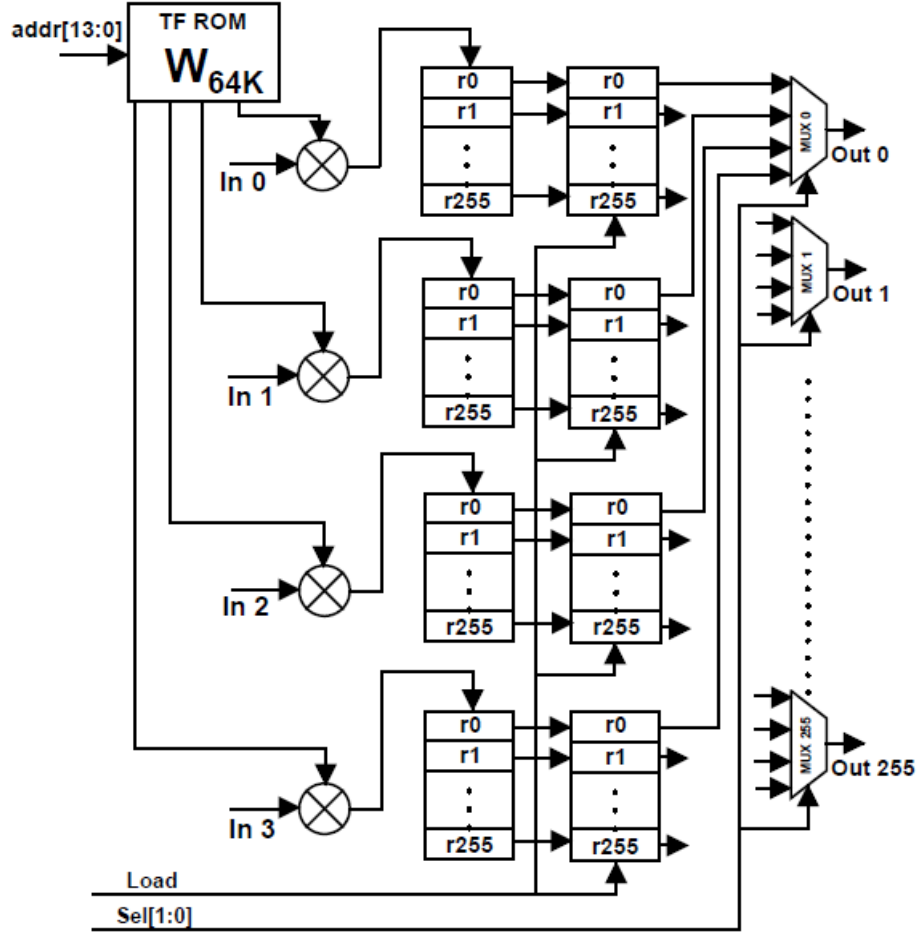 TF ROM
addr[13:0]
W64K
In 0
r0
r1
r255
r0
r1
r255
MUX 0
Out 0
In 1
r0
r1
r255
r0
r1
r255
MUX 1
Out 1
In 2
r0
r1
r255
r0
r1
r255
In 3
r0
r1
r255
r0
r1
r255
MUX 255
Out 255
Load
Sel[1:0]